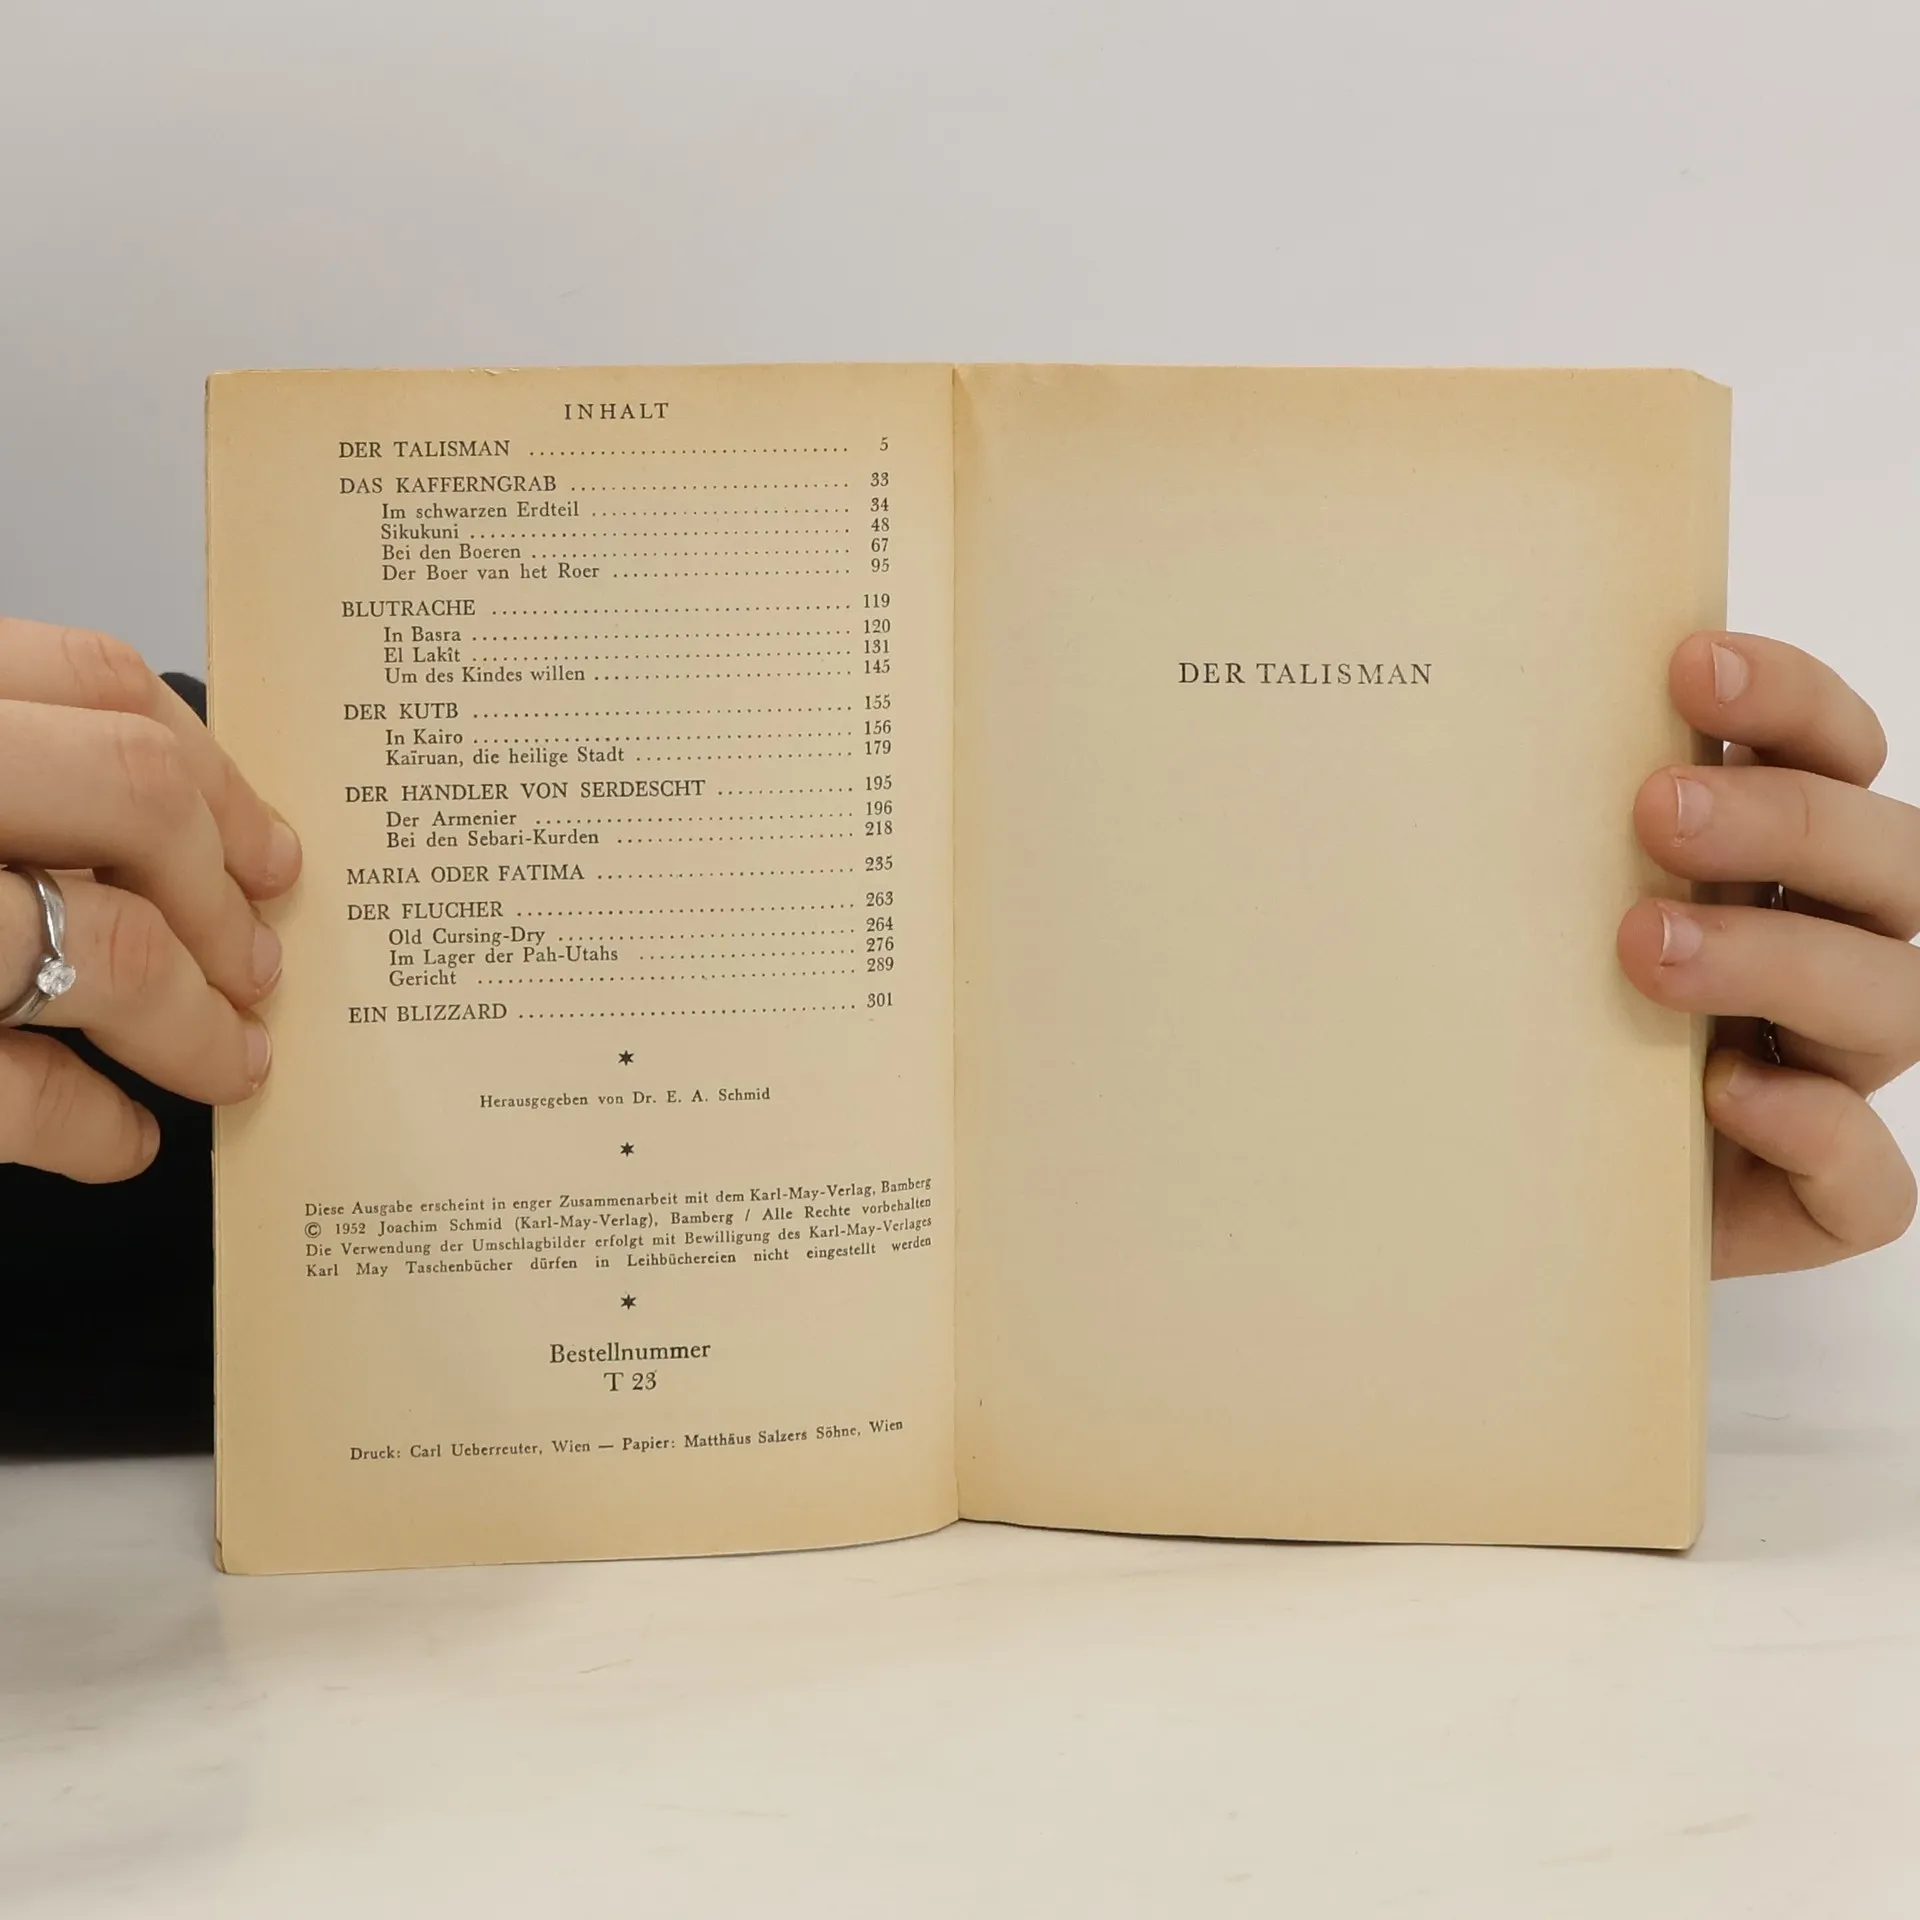 INHALT
DER TALISMAN ................................ 5
DAS KAFFERNGRAB ............................ 33
Im schwarzen Erdteil .......................... 34
Sikukuni ...................................... 48
Bei den Boeren ................................ 67
Der Boer van het Roer ........................ 95
BLUTRACHE .................................... 119
In Basra ...................................... 120
El Lakît ...................................... 131
Um des Kindes willen .......................... 145
DER KUTB ...................................... 155
In Kairo ...................................... 156
Kaïruan, die heilige Stadt ...................... 179
DER HÄNDLER VON SERDESCHT .............. 195
Der Armenier ................................ 196
Bei den Sebari-Kurden ........................ 218
MARIA ODER FATIMA .......................... 235
DER FLUCHER .................................. 263
Old Cursing-Dry .............................. 264
Im Lager der Pah-Utahs ...................... 276
Gericht ...................................... 289
EIN BLIZZARD .................................. 301
✶
Herausgegeben von Dr. E. A. Schmid
✶
Diese Ausgabe erscheint in enger Zusammenarbeit mit dem Karl-May-Verlag, Bamberg
© 1952 Joachim Schmid (Karl-May-Verlag), Bamberg / Alle Rechte vorbehalten
Die Verwendung der Umschlagbilder erfolgt mit Bewilligung des Karl-May-Verlages
Karl May Taschenbücher dürfen in Leihbüchereien nicht eingestellt werden
✶
Bestellnummer
T 23
Druck: Carl Ueberreuter, Wien — Papier: Matthäus Salzers Söhne, Wien
DER TALISMAN